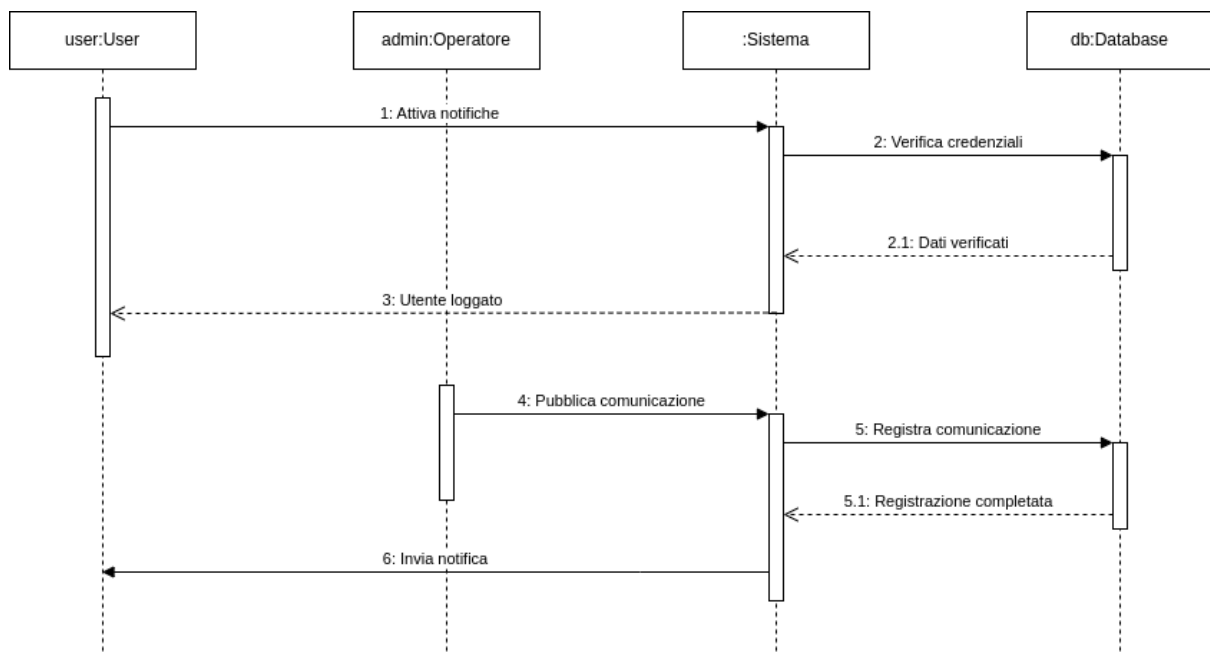 user:User
admin:Operatore
:Sistema
db:Database
1: Attiva notifiche
2: Verifica credenziali
2.1: Dati verificati
3: Utente loggato
4: Pubblica comunicazione
5: Registra comunicazione
5.1: Registrazione completata
6: Invia notifica